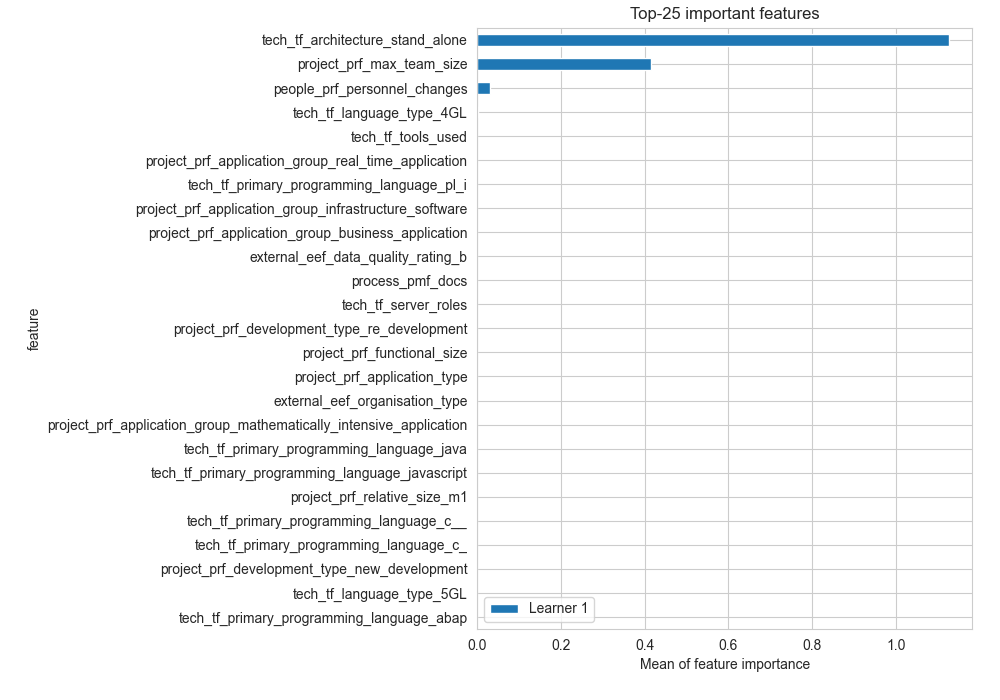 Top-25 important features
tech_tf_architecture_stand_alone
project_prf_max_team_size
people_prf_personnel_changes
tech_tf_language_type_4GL
tech_tf_tools_used
project_prf_application_group_real_time_application
tech_tf_primary_programming_language_pl_i
project_prf_application_group_infrastructure_software
project_prf_application_group_business_application
external_eef_data_quality_rating_b
process_pmf_docs
tech_tf_server_roles
project_prf_development_type_re_development
project_prf_functional_size
project_prf_application_type
external_eef_organisation_type
project_prf_application_group_mathematically_intensive_application
tech_tf_primary_programming_language_java
tech_tf_primary_programming_language_javascript
project_prf_relative_size_m1
tech_tf_primary_programming_language_c__
tech_tf_primary_programming_language_c_
project_prf_development_type_new_development
tech_tf_language_type_5GL
tech_tf_primary_programming_language_abap
feature
Learner 1
0.0 0.2 0.4 0.6 0.8 1.0
Mean of feature importance